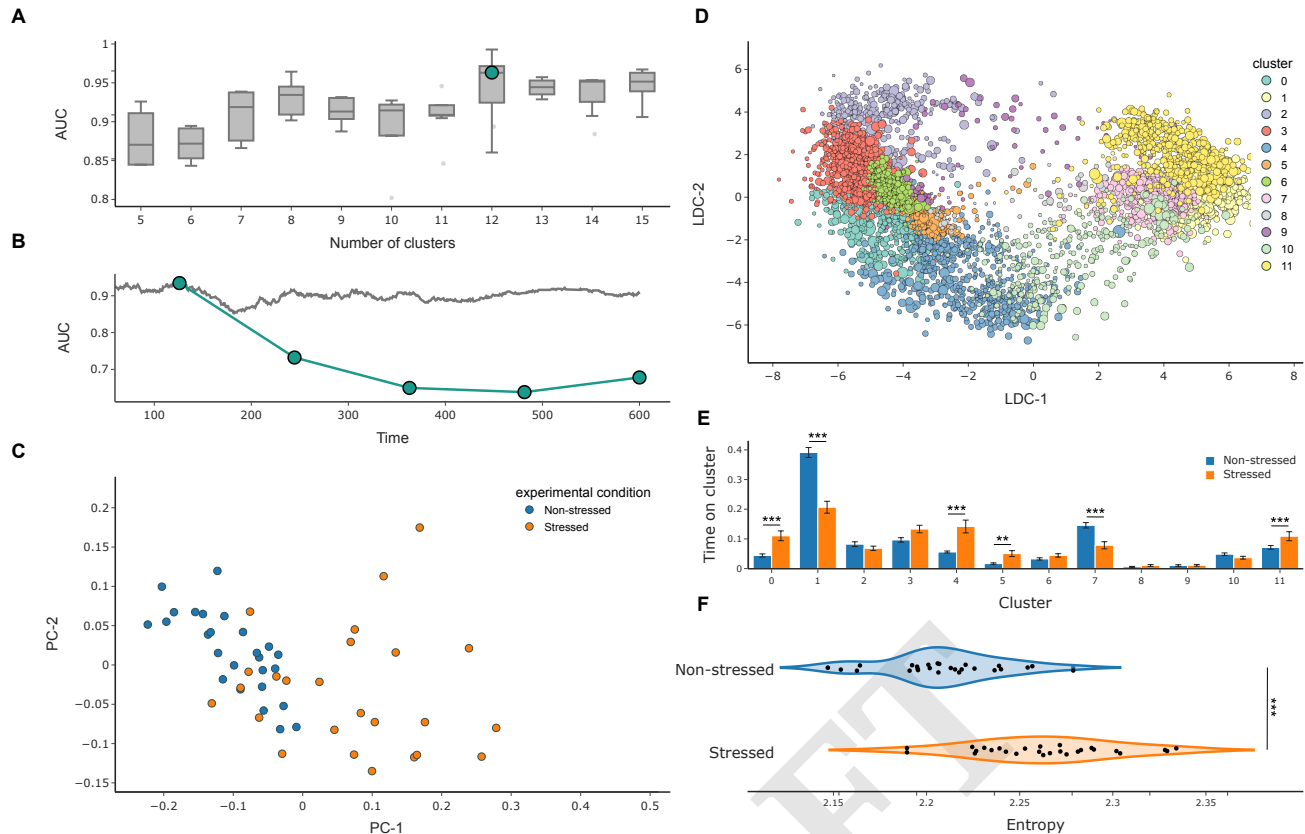 A
AUC
1
0.95
0.9
0.85
0.8
5 6 7 8 9 10 11 12 13 14 15
Number of clusters
B
AUC
0.9
0.8
0.7
100 200 300 400 500 600
Time
C
experimental condition
Non-stressed
Stressed
PC-2
0.2
0.15
0.1
0.05
0
−0.05
−0.1
−0.15
−0.2 −0.1 0 0.1 0.2 0.3 0.4 0.5
PC-1
D
LDC-2
6
4
2
0
−2
−4
−6
−8 −6 −4 −2 0 2 4 6 8
LDC-1
cluster
0
1
2
3
4
5
6
7
8
9
10
11
E
Time on cluster
0.4
0.3
0.2
0.1
0
Non-stressed
Stressed
*** *** *** ** *** ***
0 1 2 3 4 5 6 7 8 9 10 11
Cluster
F
Non-stressed
Stressed
***
2.15 2.2 2.25 2.3 2.35
Entropy
FT